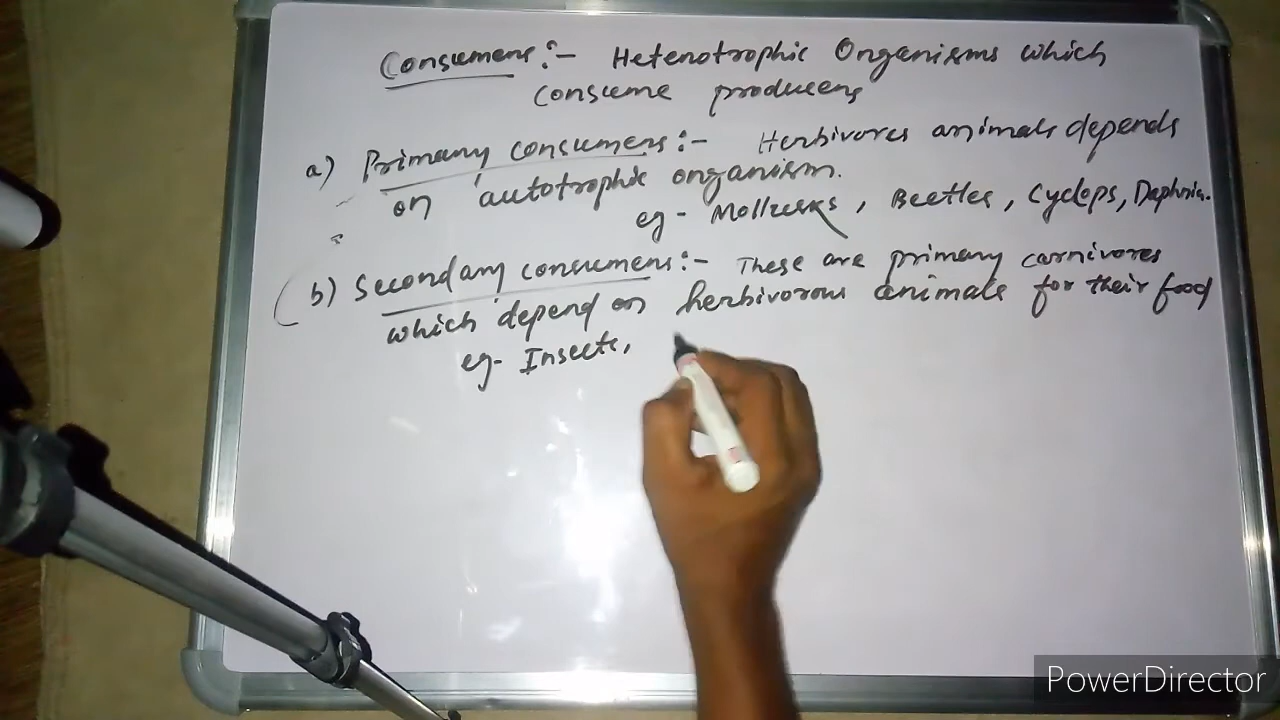 Consumers:- Heterotrophic Organisms which
consume producers
a) Primary consumers:- Herbivores animals depends
on autotrophic organism.
eg - Mollusks, Beetles, Cyclops, Daphnia.
b) Secondary consumers:- These are primary carnivores
which depend on herbivorous animals for their food
eg- Insects,
PowerDirector